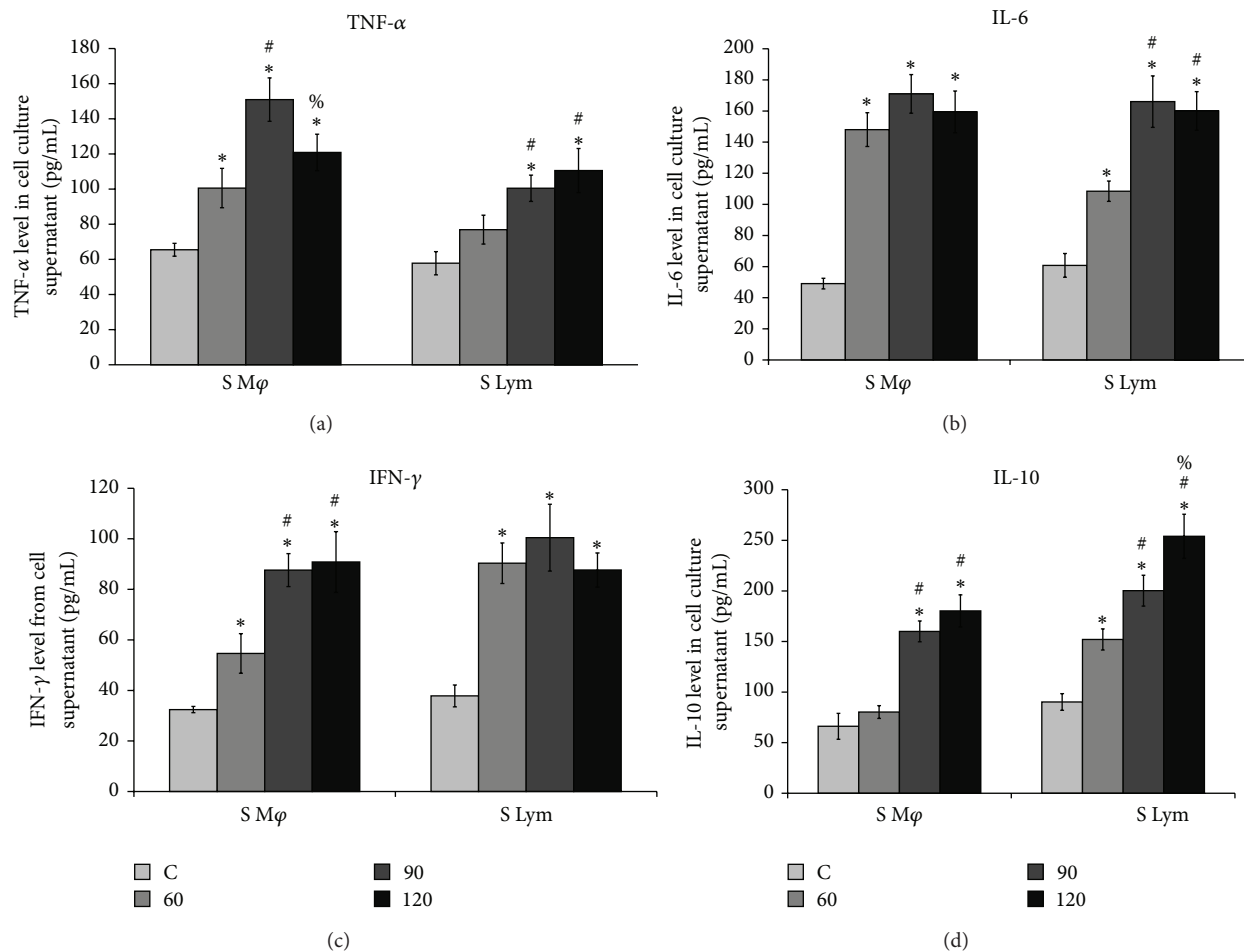 TNF-α
TNF-α level in cell culture
supernatant (pg/mL)
180
160
140
120
100
80
60
40
20
0
*
#
*
%
*
#
*
#
*
S Mφ
S Lym
(a)
IL-6
IL-6 level in cell culture
supernatant (pg/mL)
200
180
160
140
120
100
80
60
40
20
0
*
*
*
*
#
*
#
*
S Mφ
S Lym
(b)
IFN-γ
IFN-γ level from cell
supernatant (pg/mL)
120
100
80
60
40
20
0
*
#
*
#
*
*
*
*
S Mφ
S Lym
C
60
90
120
(c)
IL-10
IL-10 level in cell culture
supernatant (pg/mL)
300
250
200
150
100
50
0
#
*
#
*
*
#
*
%
#
*
S Mφ
S Lym
C
60
90
120
(d)